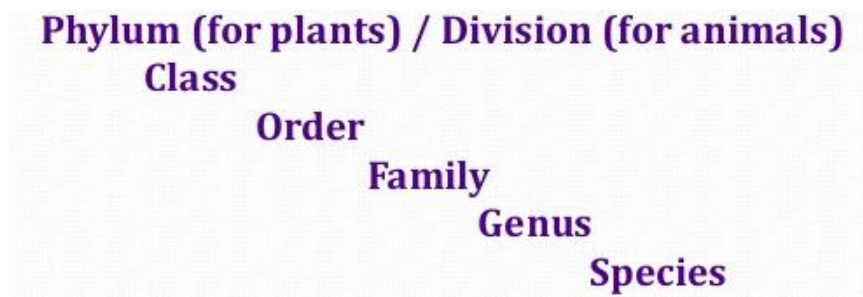 Phylum (for plants) / Division (for animals)
Class
Order
Family
Genus
Species